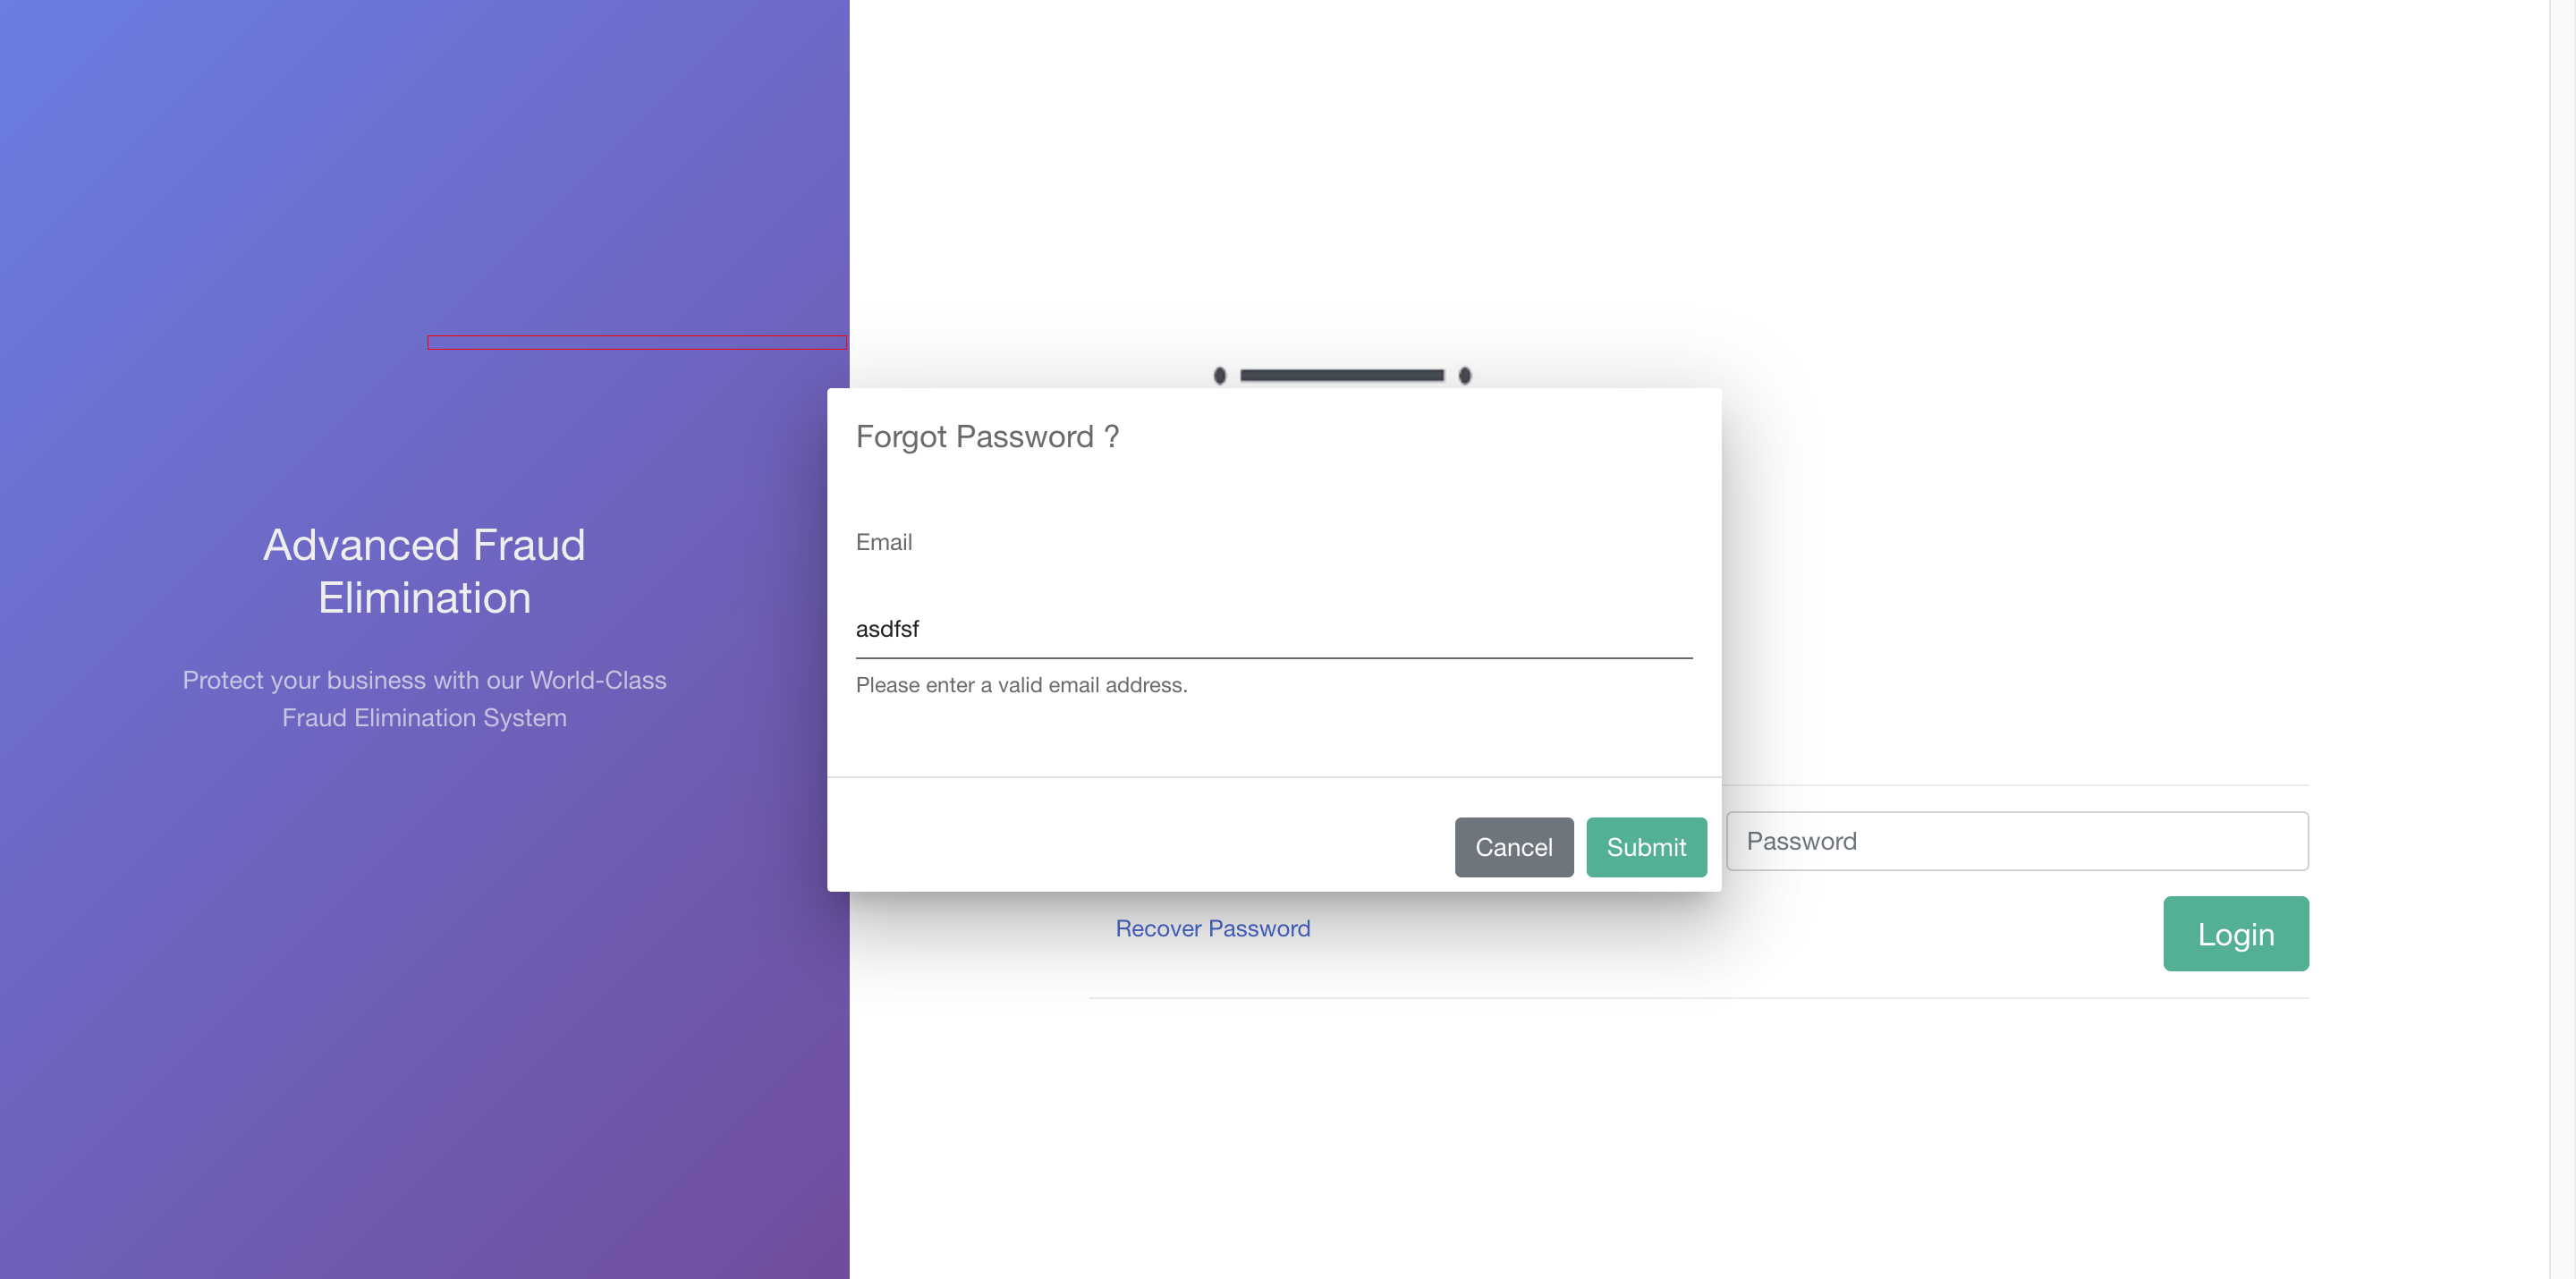 Advanced Fraud
Elimination
Protect your business with our World-Class
Fraud Elimination System
Forgot Password ?
Email
asdfsf
Please enter a valid email address.
Cancel
Submit
Password
Recover Password
Login